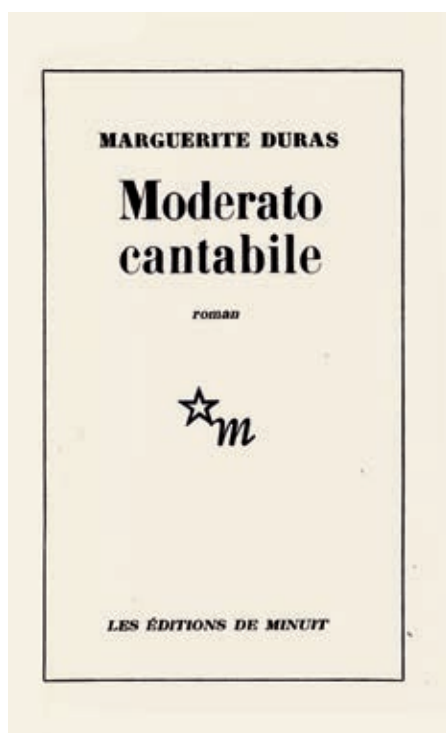 MARGUERITE DURAS
Moderato
cantabile
roman
m
LES ÉDITIONS DE MINUIT